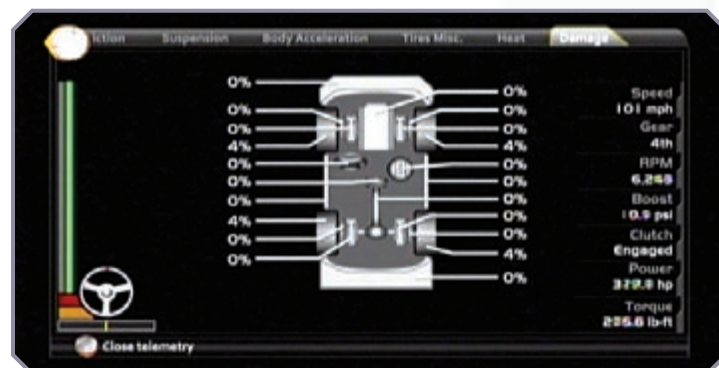 iction Suspension Body Acceleration Tires Misc. Heat Damage
0% 0%
0% 0%
0% 0%
4% 4%
0% 0%
0% 0%
0% 0%
4% 0%
0% 0%
0% 4%
0%
Speed
101 mph
Gear
4th
RPM
Boost
10.9 psi
Clutch
Engaged
Power
Torque
lb-ft
Close telemetry